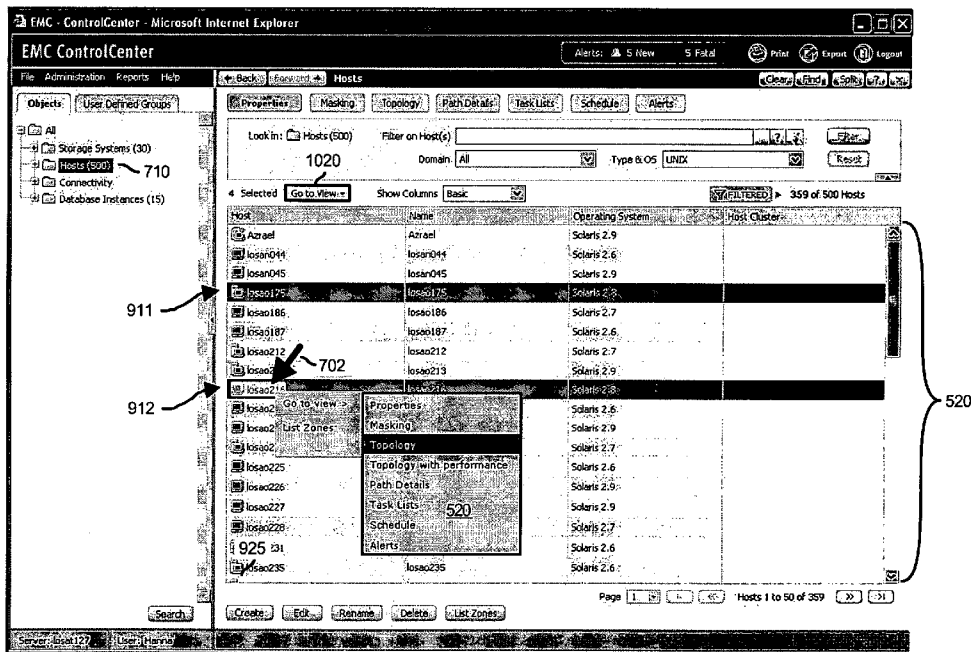 EMC - ControlCenter - Microsoft Internet Explorer
EMC ControlCenter
Alerts: 5 New 5 Fatal Print Export Logout
File Administration Reports Help
Back Forward Hosts
Clear Find Split ?
Objects User Defined Groups
Properties Masking Topology Path Details Task Lists Schedule Alerts
All
Storage Systems (30)
Hosts (500)
710
Connectivity
Database Instances (15)
Look in: Hosts (500) Filter on Host(s) ... ? Filter
1020
Domain All Type & OS UNIX Reset
4 Selected Go to View Show Columns Basic FILTERED 359 of 500 Hosts
Host Name Operating System Host Cluster
Azrael Azrael Solaris 2.9
losan044 losan044 Solaris 2.6
losan045 losan045 Solaris 2.9
911
losao175 losao175 Solaris 2.8
losao186 losao186 Solaris 2.7
losao187 losao187 Solaris 2.6
losao212 losao212 Solaris 2.7
702
losao213 Solaris 2.9
912
losao216 Solaris 2.8
520
Go to view > Properties
Solaris 2.6
Masking
List Zones
Solaris 2.9
Topology
Solaris 2.7
losao225 Topology with performance Solaris 2.6
losao226 Path Details Solaris 2.9
losao227 Task Lists 520 Solaris 2.9
losao228 Schedule Solaris 2.7
925 231 Alerts Solaris 2.6
losao235 losao235 Solaris 2.6
Page 1 Hosts 1 to 50 of 359
Search Create Edit Rename Delete List Zones
Server: losat127 User: Hanna